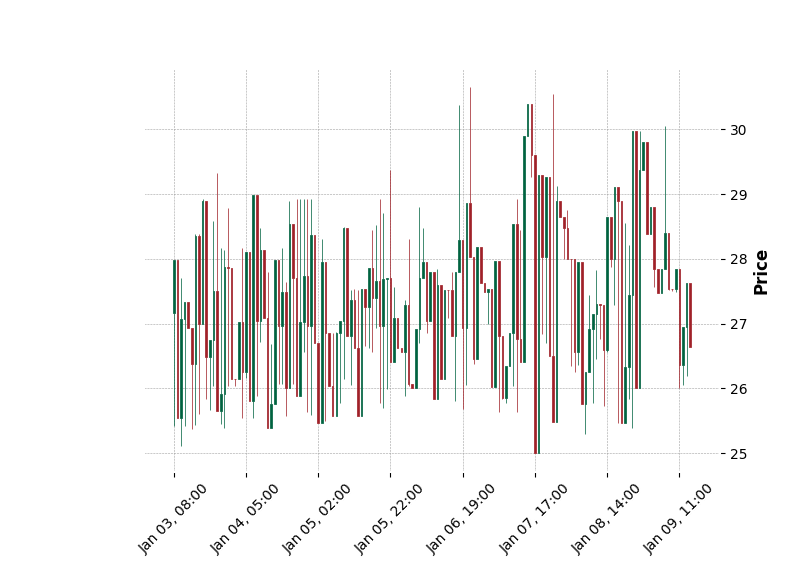 30
29
28
27
26
25
Price
Jan 03, 08:00
Jan 04, 05:00
Jan 05, 02:00
Jan 05, 22:00
Jan 06, 19:00
Jan 07, 17:00
Jan 08, 14:00
Jan 09, 11:00